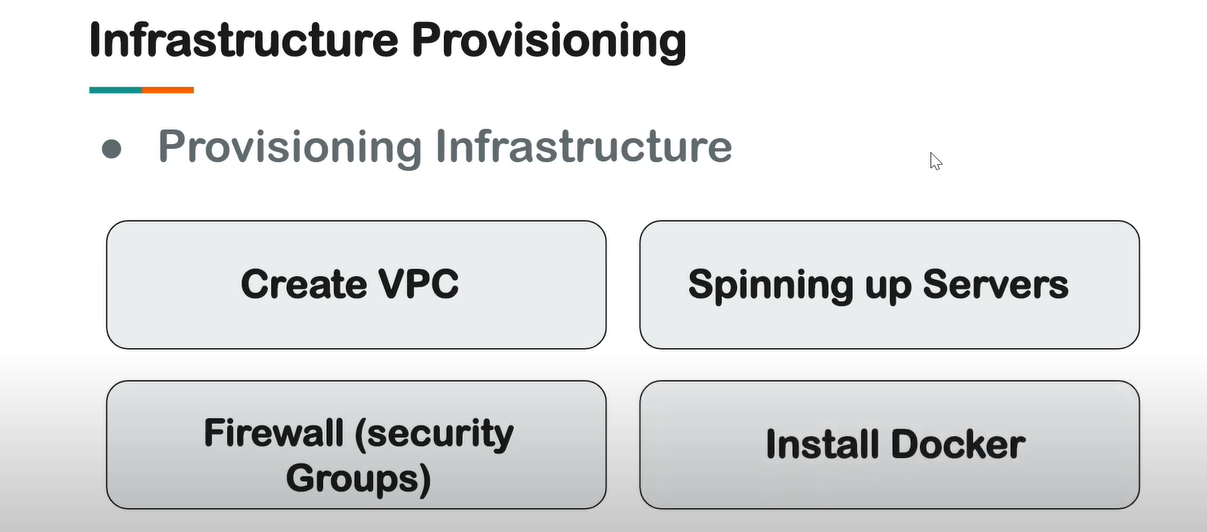 Infrastructure Provisioning
● Provisioning Infrastructure
Create VPC
Spinning up Servers
Firewall (security
Groups)
Install Docker